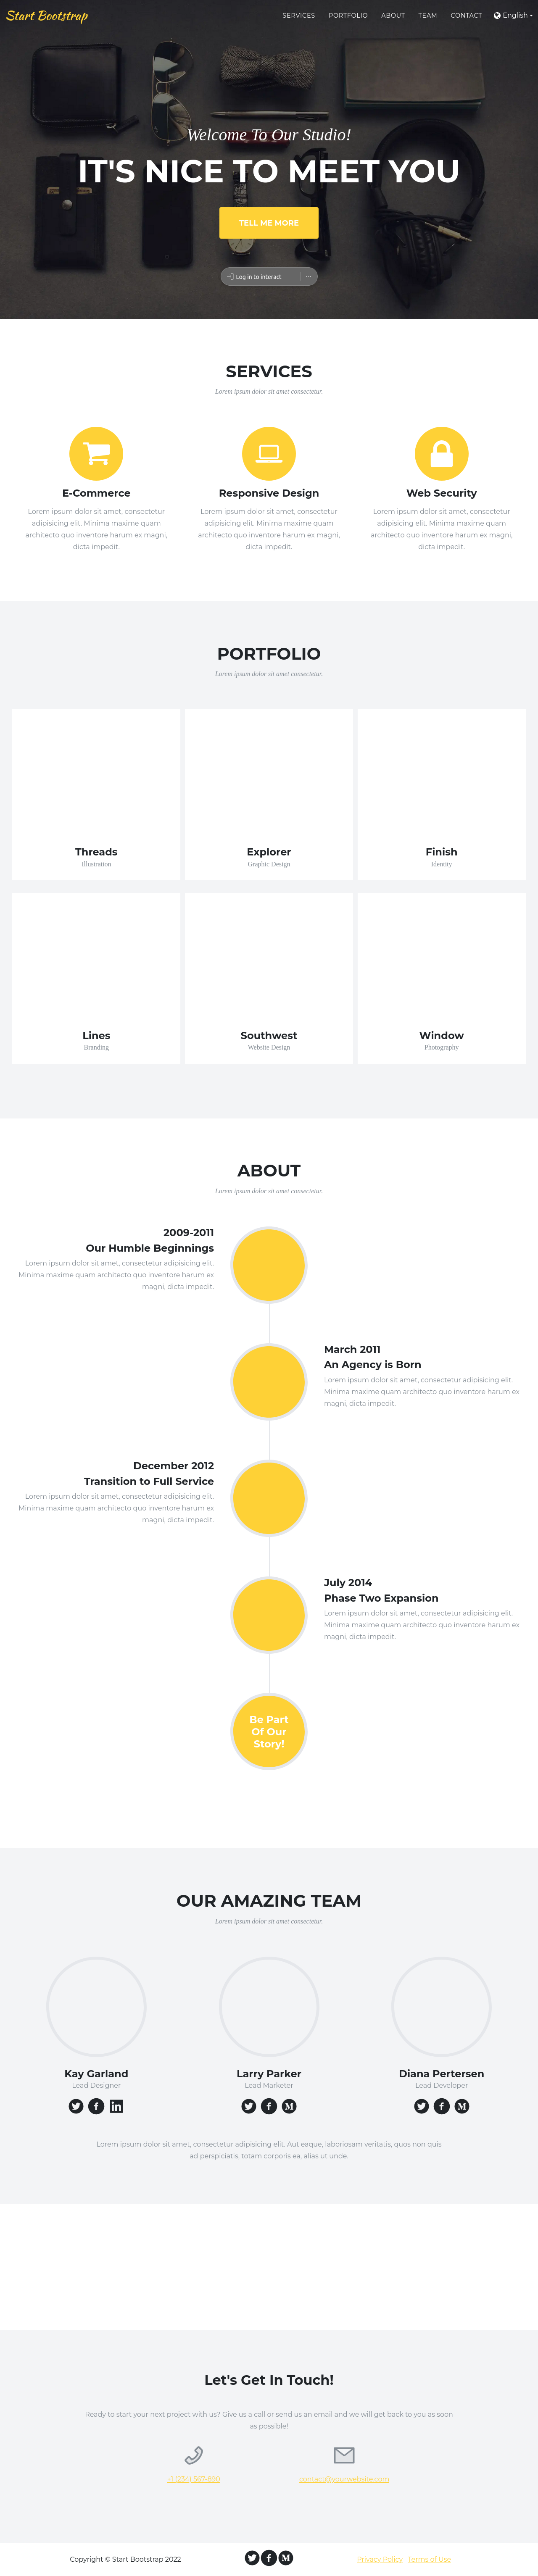 Start Bootstrap
SERVICES PORTFOLIO ABOUT TEAM CONTACT English
Welcome To Our Studio!
IT'S NICE TO MEET YOU
TELL ME MORE
Log in to interact
SERVICES
Lorem ipsum dolor sit amet consectetur.
E-Commerce
Lorem ipsum dolor sit amet, consectetur
adipisicing elit. Minima maxime quam
architecto quo inventore harum ex magni,
dicta impedit.
Responsive Design
Lorem ipsum dolor sit amet, consectetur
adipisicing elit. Minima maxime quam
architecto quo inventore harum ex magni,
dicta impedit.
Web Security
Lorem ipsum dolor sit amet, consectetur
adipisicing elit. Minima maxime quam
architecto quo inventore harum ex magni,
dicta impedit.
PORTFOLIO
Lorem ipsum dolor sit amet consectetur.
Threads
Illustration
Explorer
Graphic Design
Finish
Identity
Lines
Branding
Southwest
Website Design
Window
Photography
ABOUT
Lorem ipsum dolor sit amet consectetur.
2009-2011
Our Humble Beginnings
Lorem ipsum dolor sit amet, consectetur adipisicing elit.
Minima maxime quam architecto quo inventore harum ex
magni, dicta impedit.
March 2011
An Agency is Born
Lorem ipsum dolor sit amet, consectetur adipisicing elit.
Minima maxime quam architecto quo inventore harum ex
magni, dicta impedit.
December 2012
Transition to Full Service
Lorem ipsum dolor sit amet, consectetur adipisicing elit.
Minima maxime quam architecto quo inventore harum ex
magni, dicta impedit.
July 2014
Phase Two Expansion
Lorem ipsum dolor sit amet, consectetur adipisicing elit.
Minima maxime quam architecto quo inventore harum ex
magni, dicta impedit.
Be Part
Of Our
Story!
OUR AMAZING TEAM
Lorem ipsum dolor sit amet consectetur.
Kay Garland
Lead Designer
Larry Parker
Lead Marketer
Diana Pertersen
Lead Developer
Lorem ipsum dolor sit amet, consectetur adipisicing elit. Aut eaque, laboriosam veritatis, quos non quis
ad perspiciatis, totam corporis ea, alias ut unde.
Let's Get In Touch!
Ready to start your next project with us? Give us a call or send us an email and we will get back to you as soon
as possible!
+1 (234) 567-890
contact@yourwebsite.com
Copyright © Start Bootstrap 2022
Privacy Policy Terms of Use